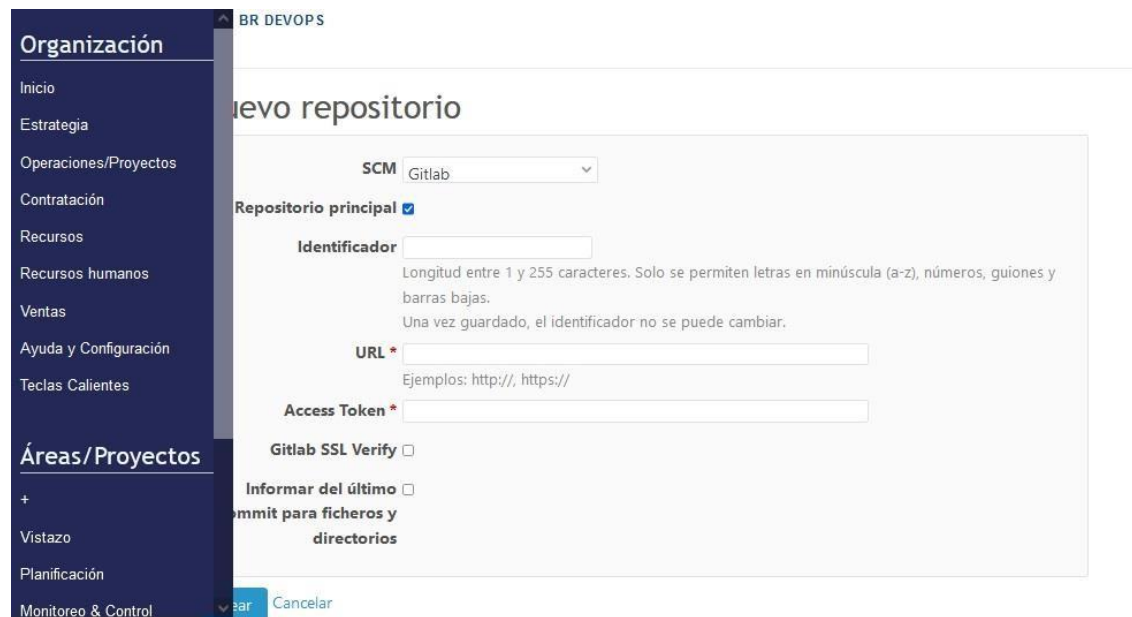 Organización
Inicio
Estrategia
Operaciones/Proyectos
Contratación
Recursos
Recursos humanos
Ventas
Ayuda y Configuración
Teclas Calientes
Áreas/Proyectos
+
Vistazo
Planificación
Monitoreo & Control
BR DEVOPS
uevo repositorio
SCM Gitlab
Repositorio principal
Identificador
Longitud entre 1 y 255 caracteres. Solo se permiten letras en minúscula (a-z), números, guiones y
barras bajas.
Una vez guardado, el identificador no se puede cambiar.
URL *
Ejemplos: http://, https://
Access Token *
Gitlab SSL Verify
Informar del último
ommit para ficheros y
directorios
ear Cancelar